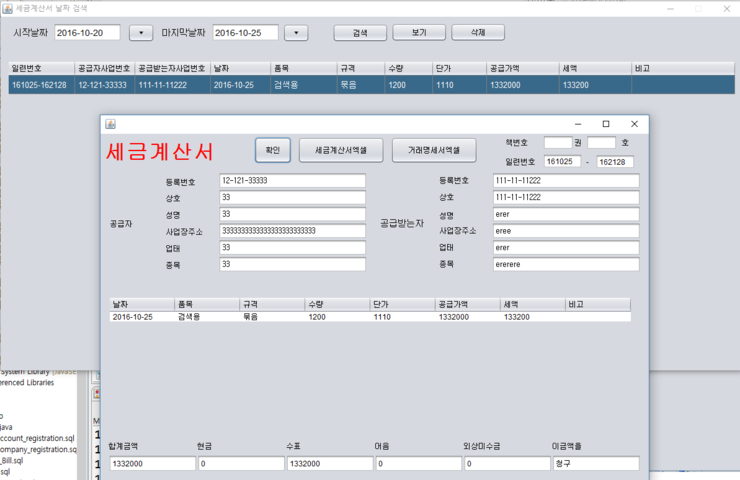 세금계산서 날짜 검색
시작날짜 2016-10-20 마지막날짜 2016-10-25 검색 보기 삭제
일련번호 공급자사업번호 공급받는자사업번호 날짜 품목 규격 수량 단가 공급가액 세액 비고
161025-162128 12-121-33333 111-11-11222 2016-10-25 검색용 묶음 1200 1110 1332000 133200
세금계산서 확인 세금계산서엑셀 거래명세서엑셀
책번호 권 호
일련번호 161025 - 162128
공급자
등록번호 12-121-33333
상호 33
성명 33
사업장주소
업태 33
종목 33
공급받는자
등록번호 111-11-11222
상호 111-11-11222
성명 erer
사업장주소 eree
업태 erer
종목 ererere
날짜 품목 규격 수량 단가 공급가액 세액 비고
2016-10-25 검색용 묶음 1200 1110 1332000 133200
합계금액 현금 수표 어음 외상미수금 이금액을
1332000 0 1332000 0 0 청구
System Library [JavaSE
erenced Libraries
java
ccount_registration.sql
ompany_registration.sq
_Bill.sql
.sql